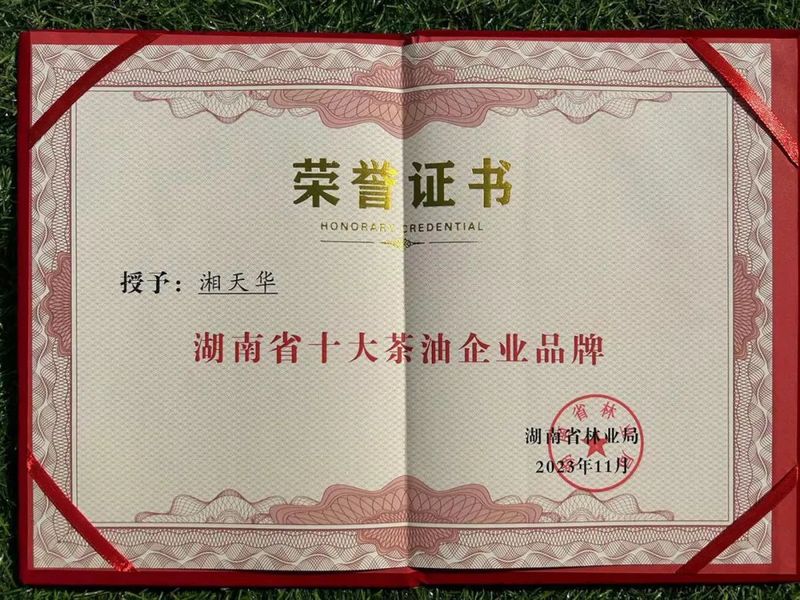 荣誉证书
HONORARY CREDENTIAL
授予：湘天华
湖南省十大茶油企业品牌
湖南省林业局
2023年11月